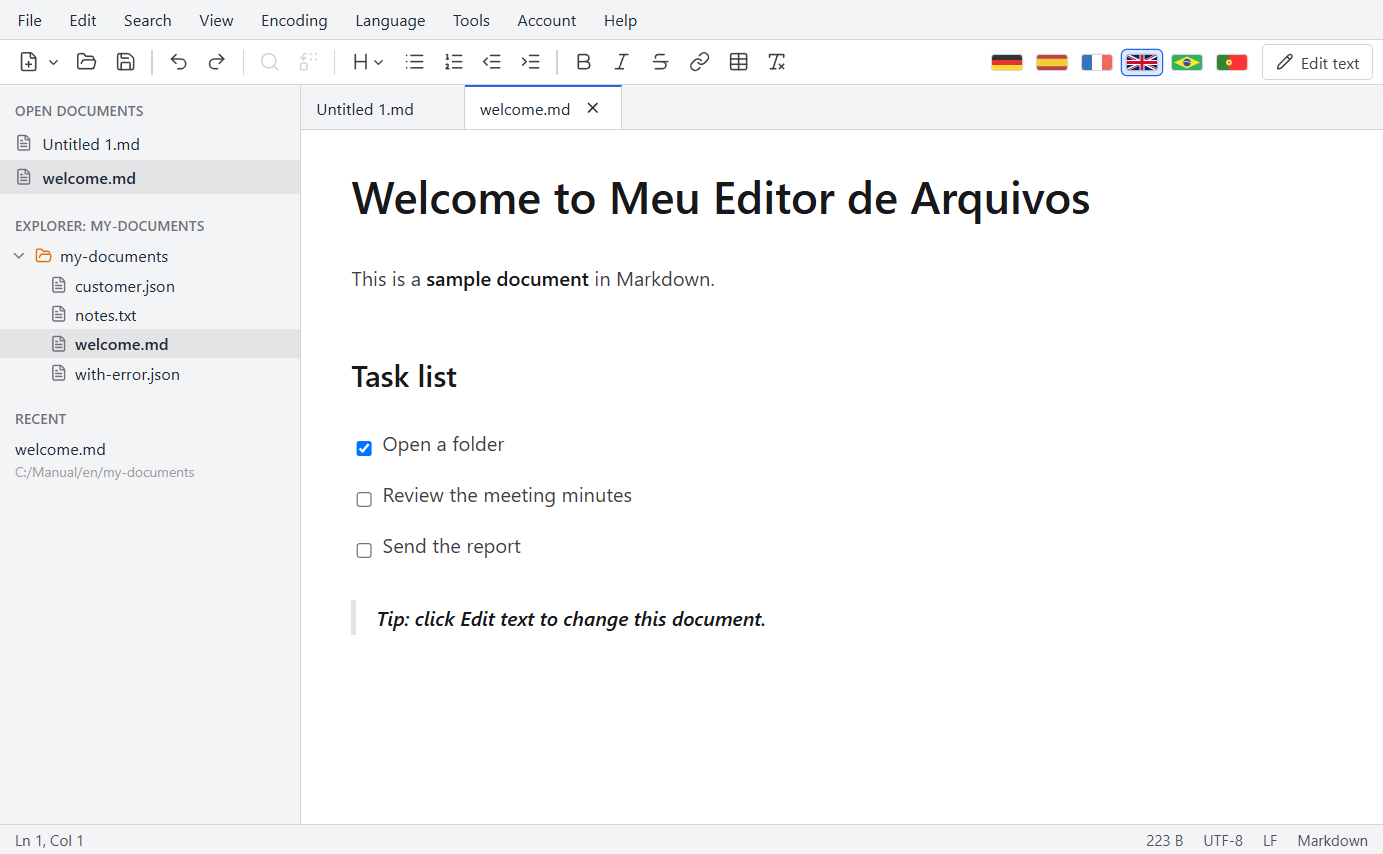 File Edit Search View Encoding Language Tools Account Help
Edit text
OPEN DOCUMENTS
Untitled 1.md
welcome.md
EXPLORER: MY-DOCUMENTS
my-documents
customer.json
notes.txt
welcome.md
with-error.json
RECENT
welcome.md
C:/Manual/en/my-documents
Untitled 1.md welcome.md
Welcome to Meu Editor de Arquivos
This is a sample document in Markdown.
Task list
Open a folder
Review the meeting minutes
Send the report
Tip: click Edit text to change this document.
Ln 1, Col 1 223 B UTF-8 LF Markdown